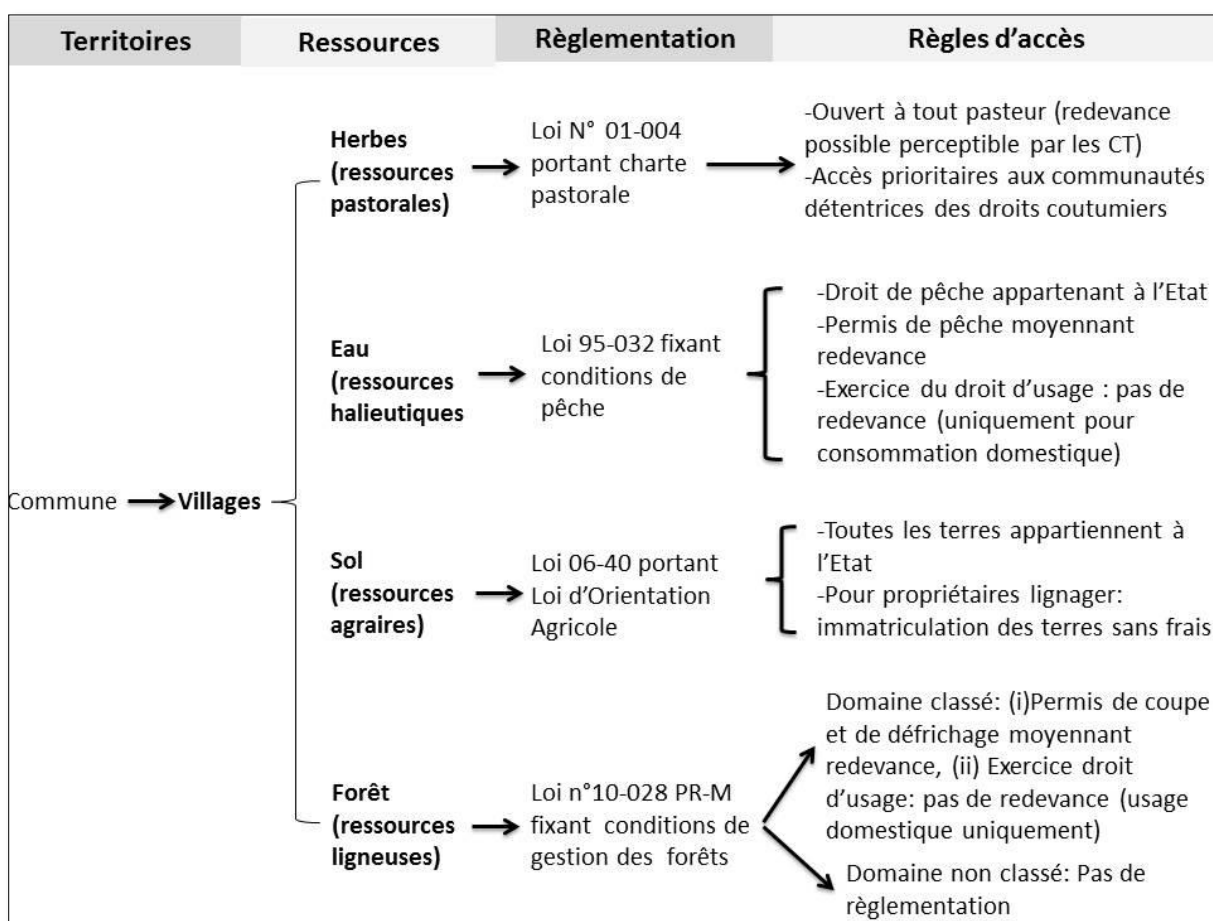 Territoires
Ressources
Règlementation
Règles d'accès
Commune
Villages
Herbes
(ressources
pastorales)
Loi N° 01-004
portant charte
pastorale
-Ouvert à tout pasteur (redevance
possible perceptible par les CT)
-Accès prioritaires aux communautés
détentrices des droits coutumiers
Eau
(ressources
halieutiques
Loi 95-032 fixant
conditions de
pêche
-Droit de pêche appartenant à l'Etat
-Permis de pêche moyennant
redevance
-Exercice du droit d'usage : pas de
redevance (uniquement pour
consommation domestique)
Sol
(ressources
agraires)
Loi 06-40 portant
Loi d'Orientation
Agricole
-Toutes les terres appartiennent à
l'Etat
-Pour propriétaires lignager:
immatriculation des terres sans frais
Forêt
(ressources
ligneuses)
Loi n°10-028 PR-M
fixant conditions de
gestion des forêts
Domaine classé: (i)Permis de coupe
et de défrichage moyennant
redevance, (ii) Exercice droit
d'usage: pas de redevance (usage
domestique uniquement)
Domaine non classé: Pas de
règlementation